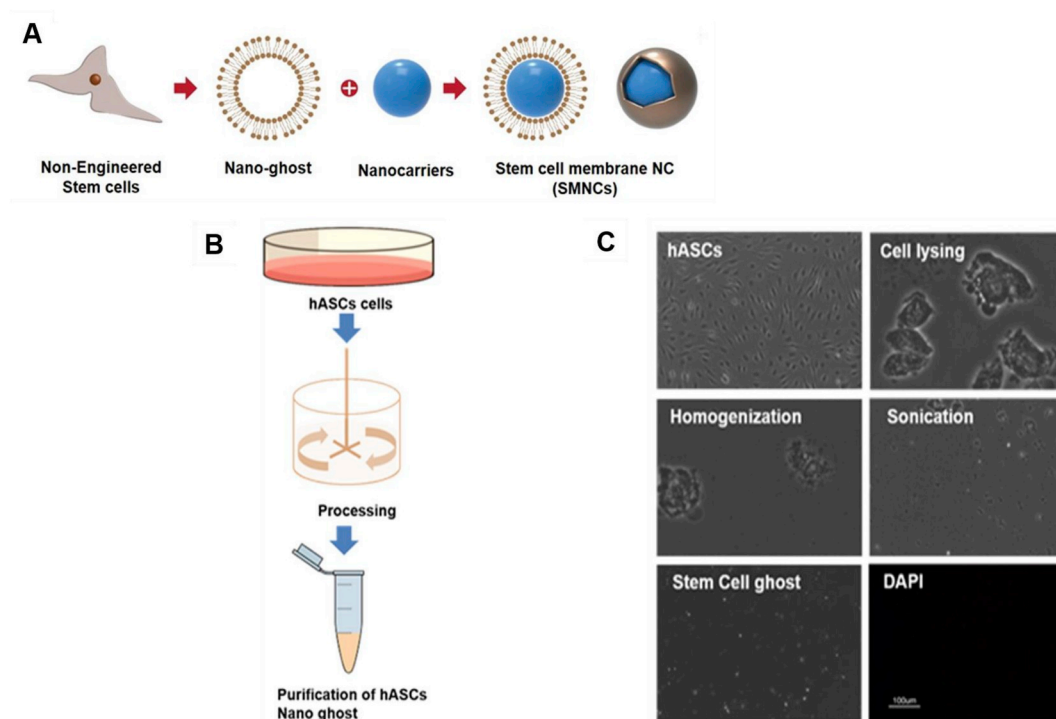 A
Non-Engineered
Stem cells
Nano-ghost
Nanocarriers
Stem cell membrane NC
(SMNCs)
B
hASCs cells
Processing
Purification of hASCs
Nano ghost
C
hASCs
Cell lysing
Homogenization
Sonication
Stem Cell ghost
DAPI
100μm